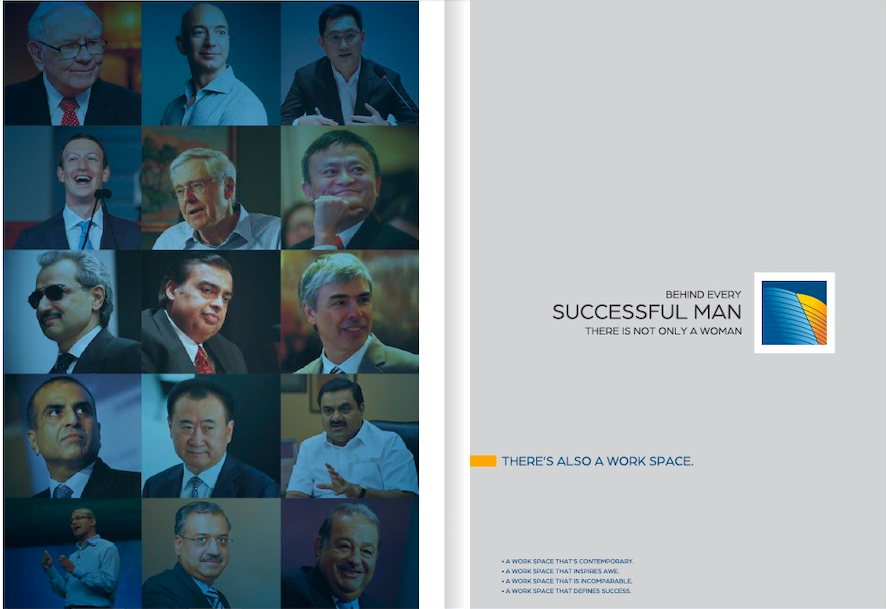 BEHIND EVERY
SUCCESSFUL MAN
THERE IS NOT ONLY A WOMAN
THERE'S ALSO A WORK SPACE.
• A WORK SPACE THAT'S CONTEMPORARY.
• A WORK SPACE THAT INSPIRES AWE.
• A WORK SPACE THAT IS INCOMPARABLE.
• A WORK SPACE THAT DEFINES SUCCESS.